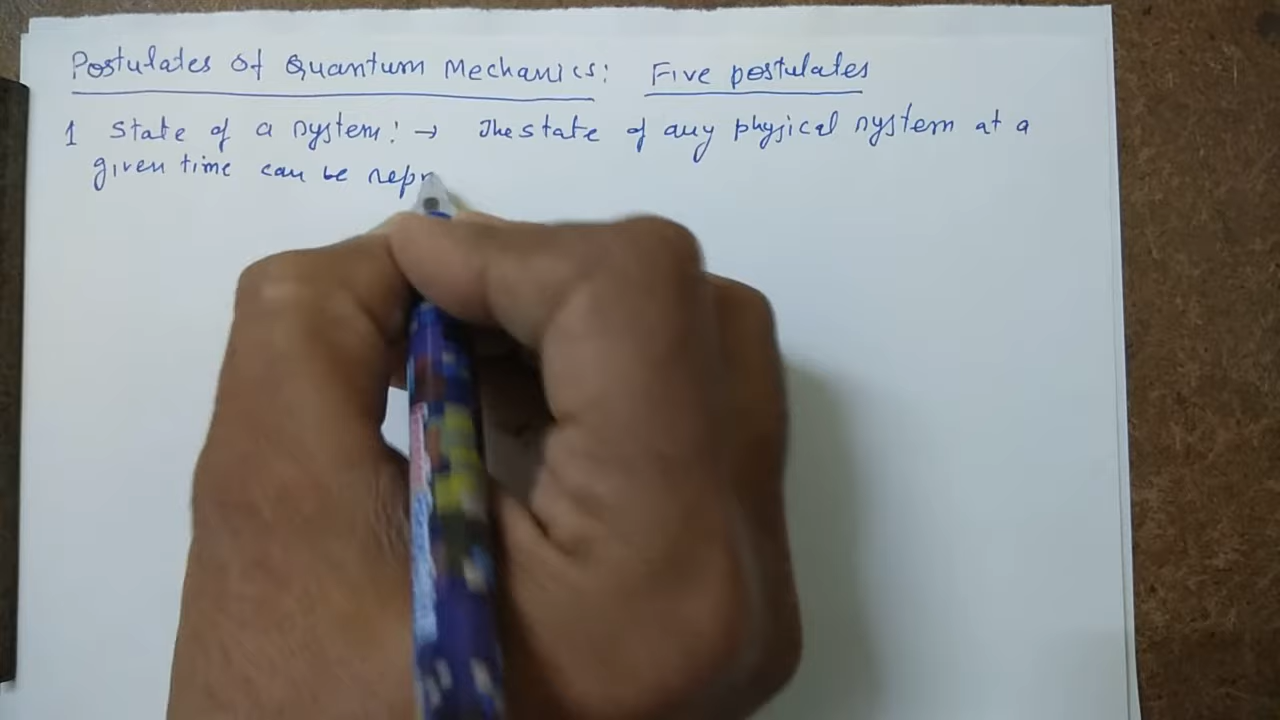 Postulates of Quantum Mechanics: Five postulates
1 State of a system: → The state of any physical system at a
given time can be repr